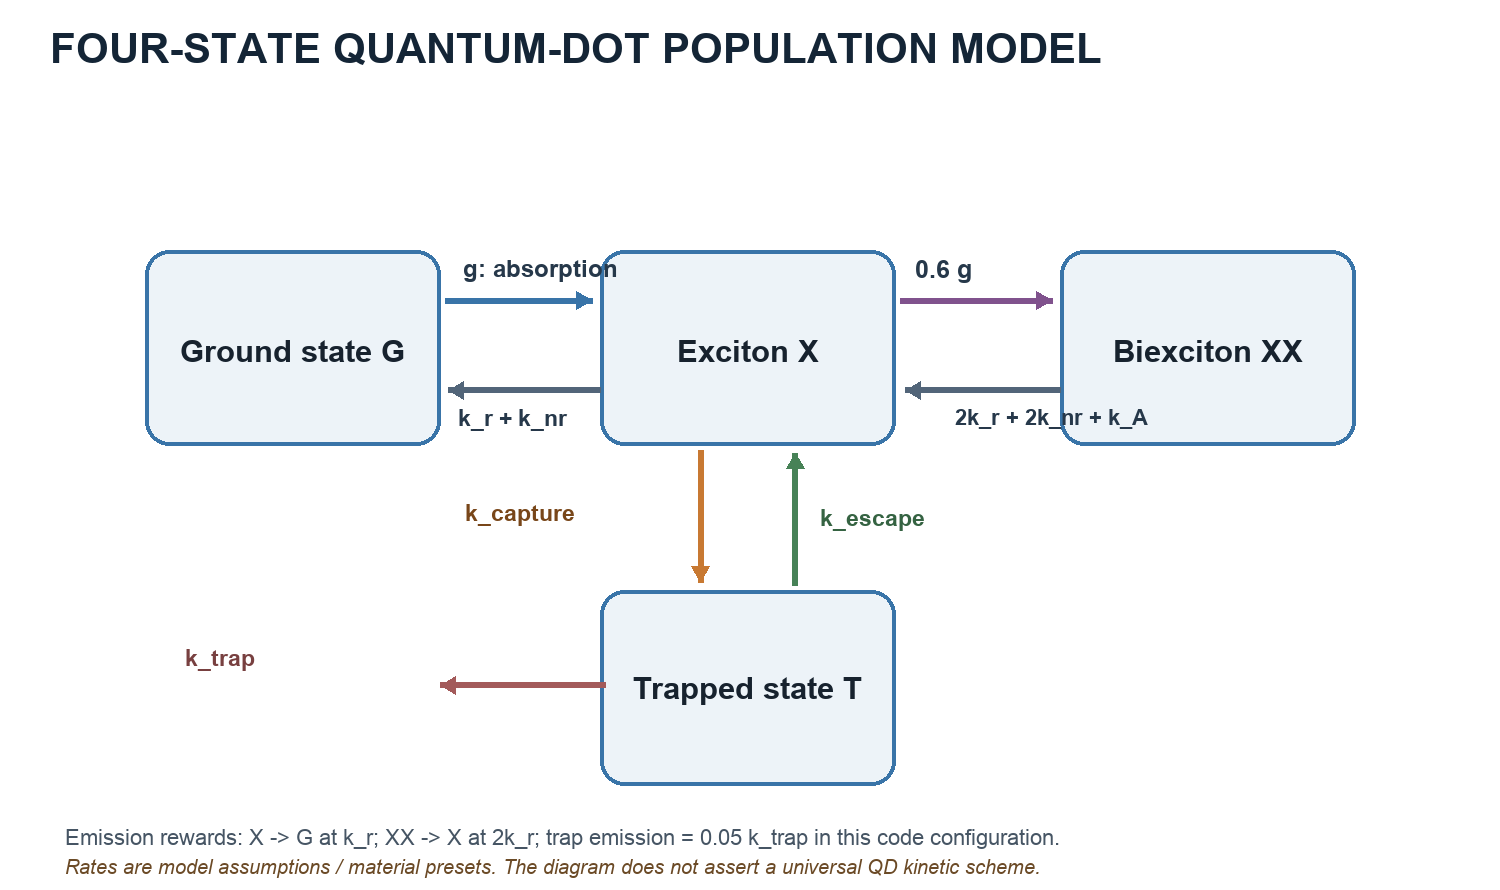 FOUR-STATE QUANTUM-DOT POPULATION MODEL
g: absorption
0.6 g
Ground state G
Exciton X
Biexciton XX
k_r + k_nr
2k_r + 2k_nr + k_A
k_capture
k_escape
k_trap
Trapped state T
Emission rewards: X -> G at k_r; XX -> X at 2k_r; trap emission = 0.05 k_trap in this code configuration.
Rates are model assumptions / material presets. The diagram does not assert a universal QD kinetic scheme.